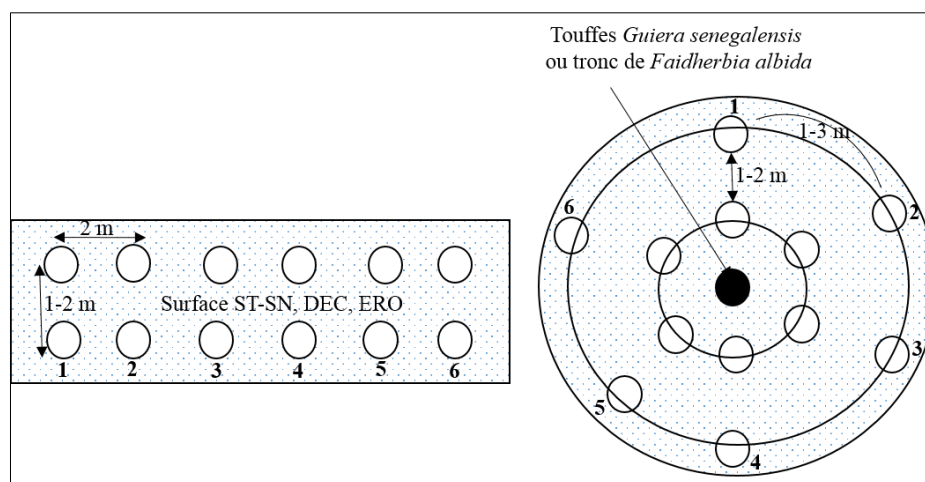 Touffes Guiera senegalensis
ou tronc de Faidherbia albida
2 m
1-2 m
Surface ST-SN, DEC, ERO
1 2 3 4 5 6
1
1-3 m
1-2 m
2
6
3
5
4